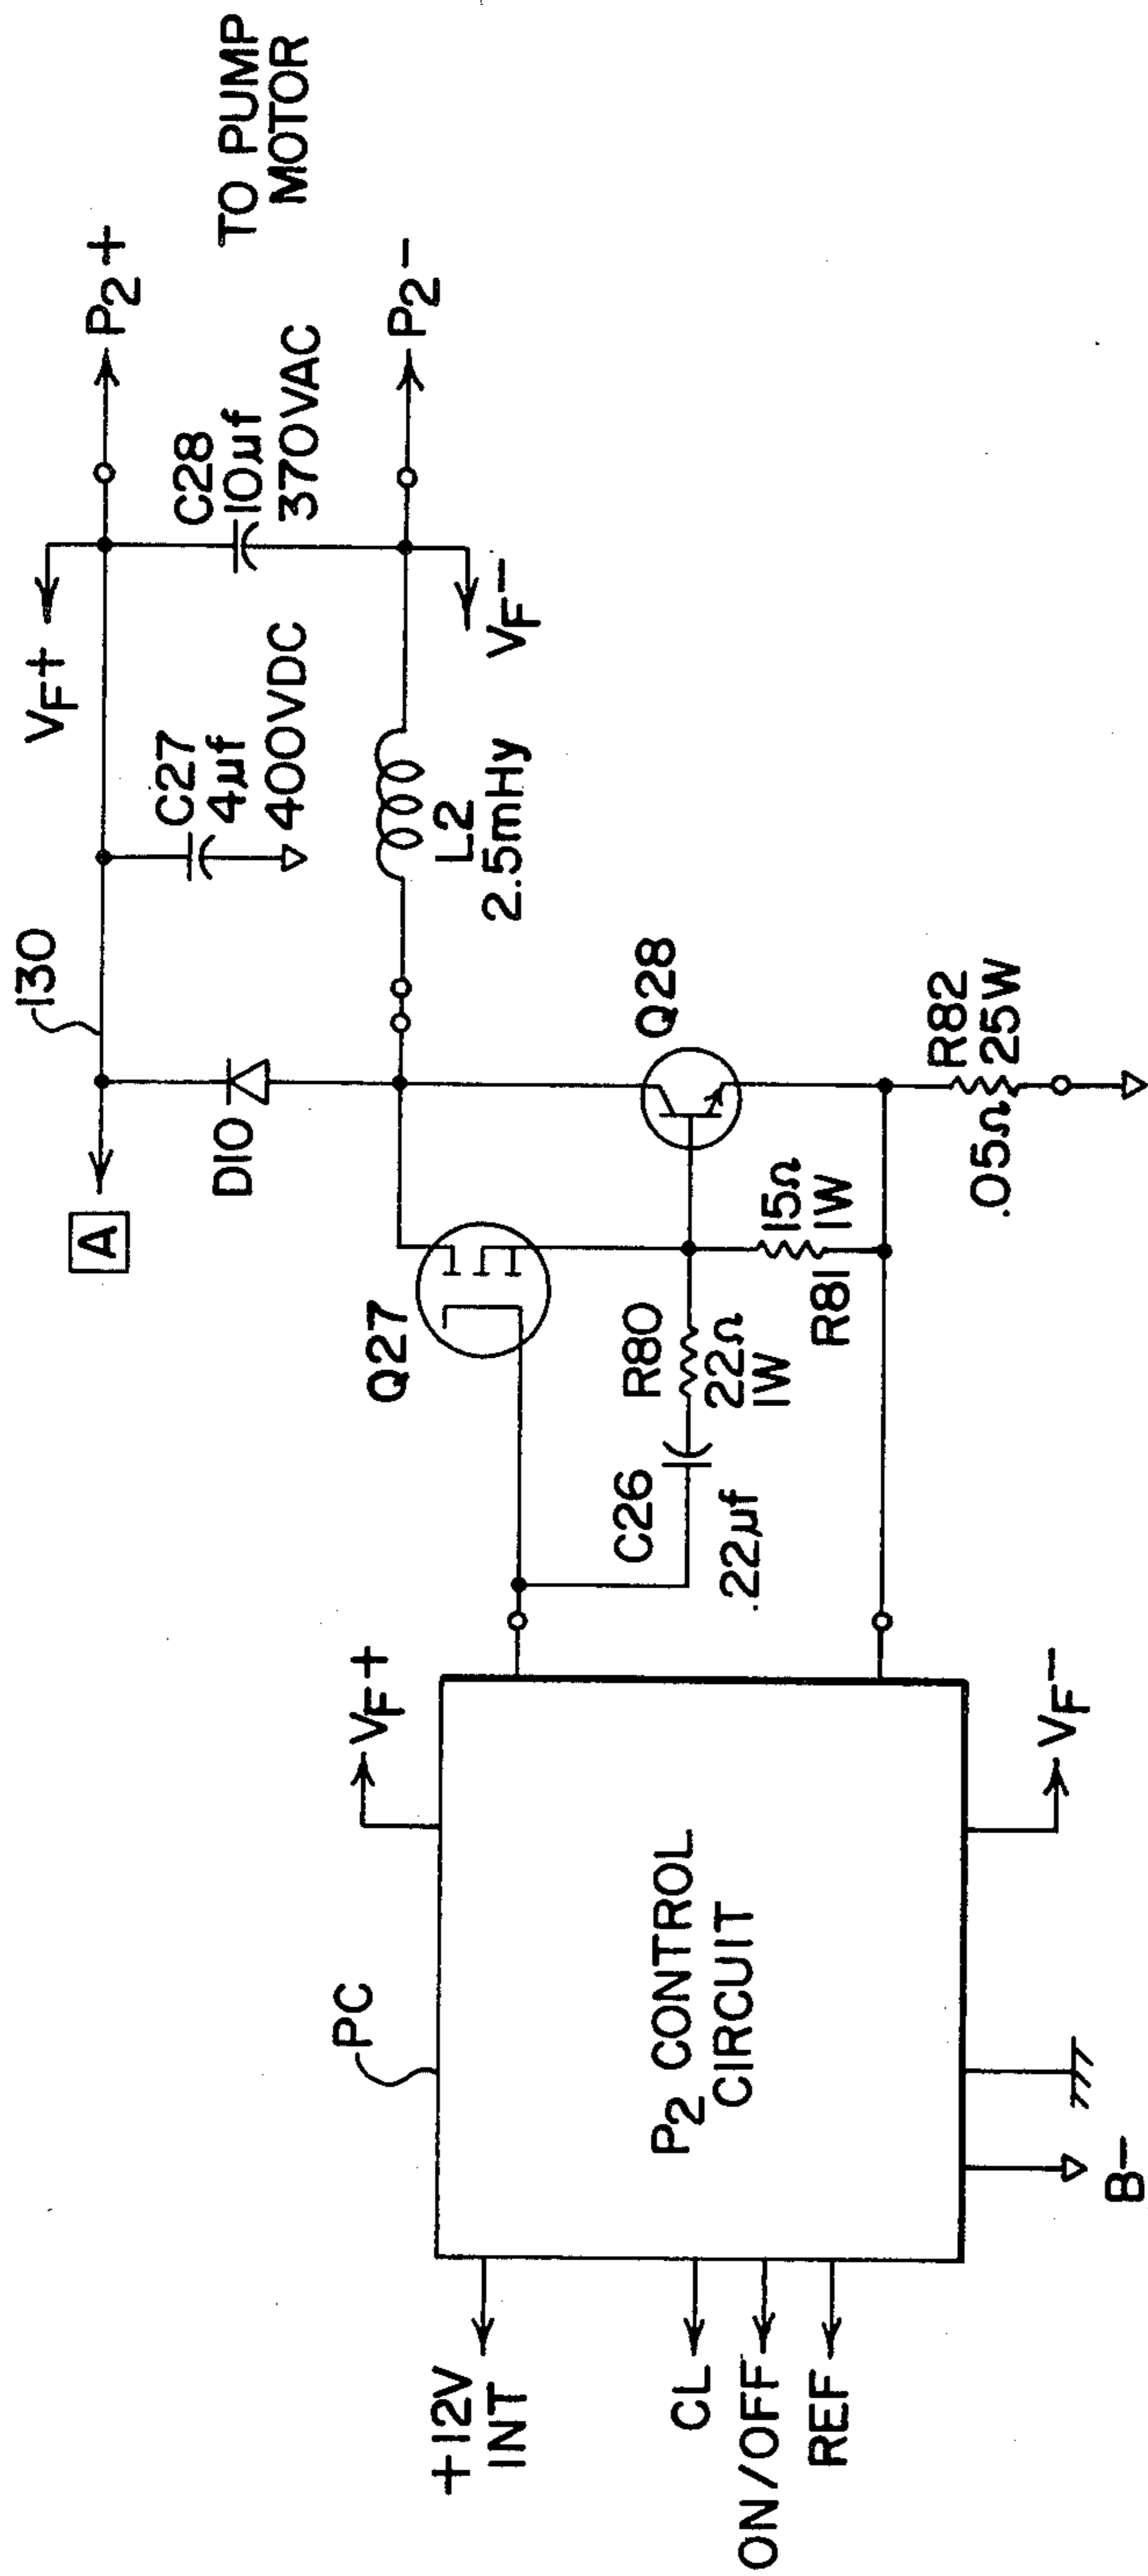 A
130
VF+
P2+
TO PUMP
MOTOR
C27
4µf
400VDC
C28
10µf
370VAC
D10
L2
2.5mHy
P2-
VF-
Q27
Q28
R80
22Ω
1W
C26
.22µf
15Ω
1W
R81
R82
25W
.05Ω
VF+
PC
P2 CONTROL
CIRCUIT
+12V
INT
CL
ON/OFF
REF
B-
VF-